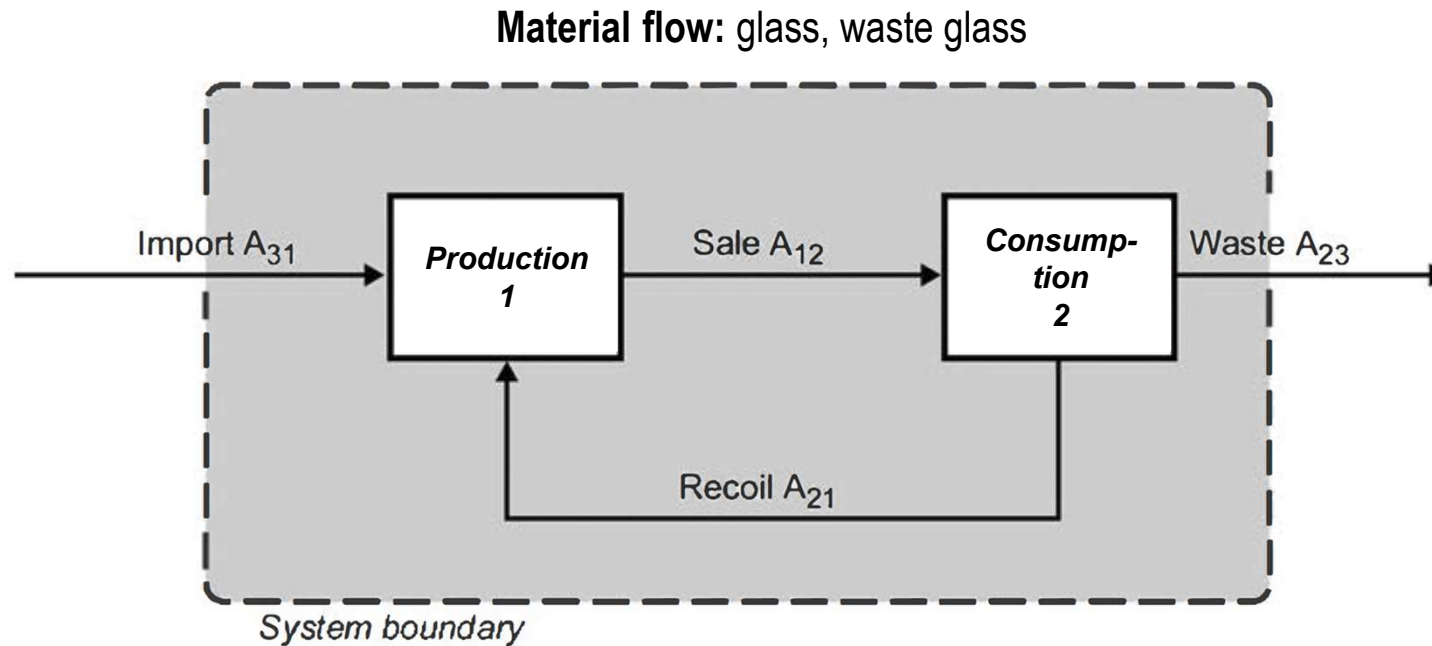 Material flow: glass, waste glass
Import A₃₁
Production
1
Sale A₁₂
Consump-
tion
2
Waste A₂₃
Recoil A₂₁
System boundary